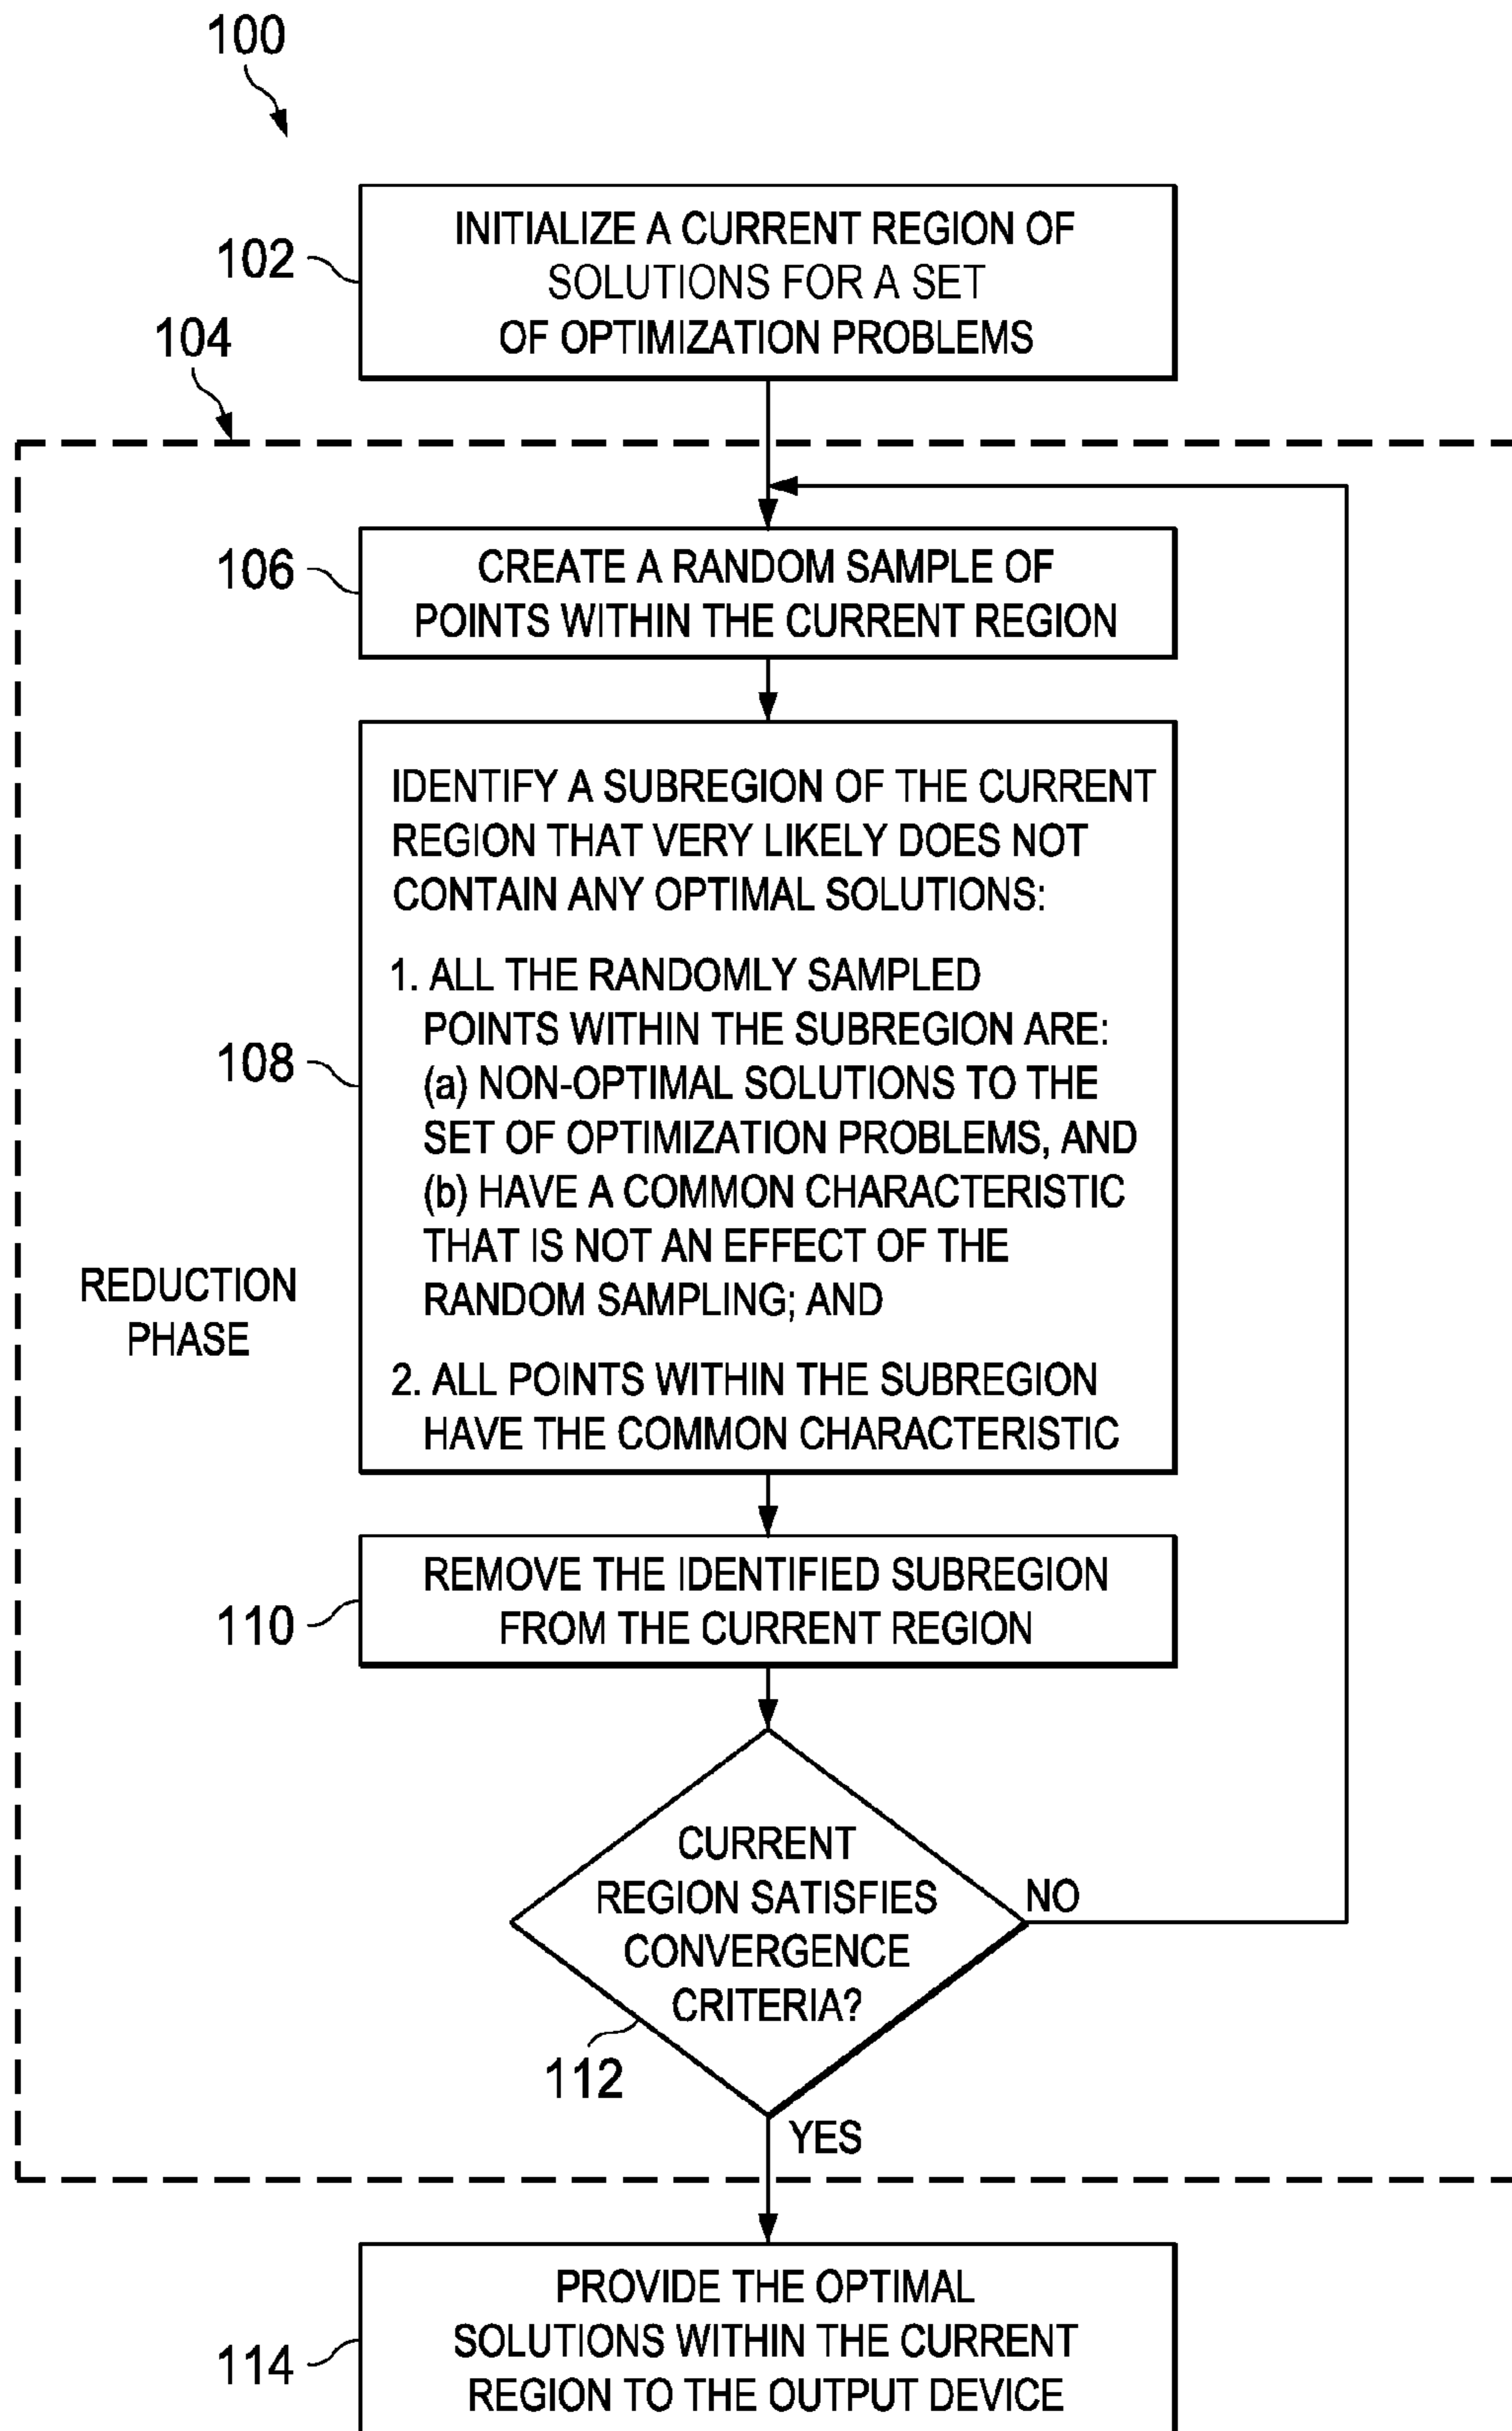 100
102
INITIALIZE A CURRENT REGION OF
SOLUTIONS FOR A SET
OF OPTIMIZATION PROBLEMS
104
106
CREATE A RANDOM SAMPLE OF
POINTS WITHIN THE CURRENT REGION
108
IDENTIFY A SUBREGION OF THE CURRENT
REGION THAT VERY LIKELY DOES NOT
CONTAIN ANY OPTIMAL SOLUTIONS:
1. ALL THE RANDOMLY SAMPLED
POINTS WITHIN THE SUBREGION ARE:
(a) NON-OPTIMAL SOLUTIONS TO THE
SET OF OPTIMIZATION PROBLEMS, AND
(b) HAVE A COMMON CHARACTERISTIC
THAT IS NOT AN EFFECT OF THE
RANDOM SAMPLING; AND
2. ALL POINTS WITHIN THE SUBREGION
HAVE THE COMMON CHARACTERISTIC
REDUCTION
PHASE
110
REMOVE THE IDENTIFIED SUBREGION
FROM THE CURRENT REGION
CURRENT
REGION SATISFIES
CONVERGENCE
CRITERIA?
NO
112
YES
114
PROVIDE THE OPTIMAL
SOLUTIONS WITHIN THE CURRENT
REGION TO THE OUTPUT DEVICE